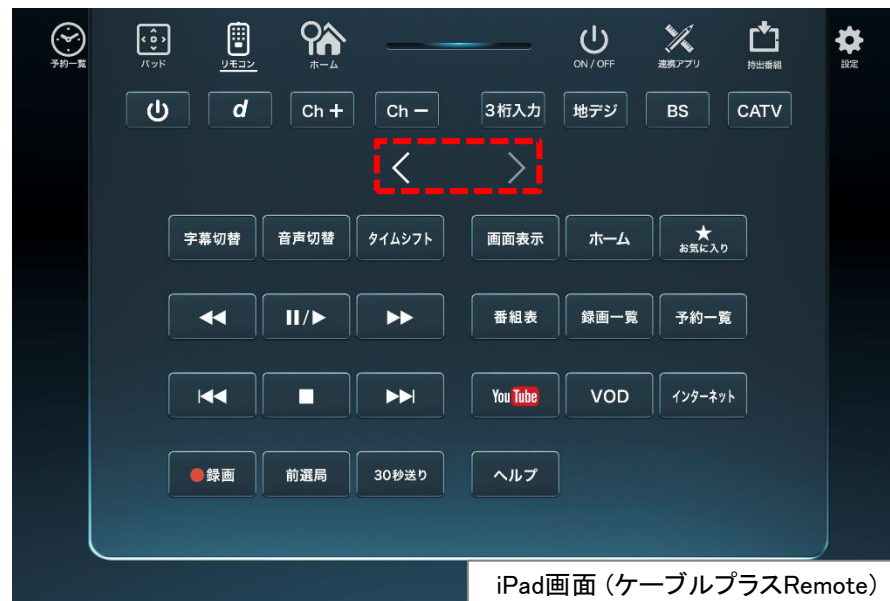 予約一覧 パッド リモコン ホーム ON / OFF 連携アプリ 持出番組 設定
d Ch + Ch − 3桁入力 地デジ BS CATV
字幕切替 音声切替 タイムシフト 画面表示 ホーム お気に入り
番組表 録画一覧 予約一覧
YouTube VOD インターネット
録画 前選局 30秒送り ヘルプ
iPad画面（ケーブルプラスRemote）